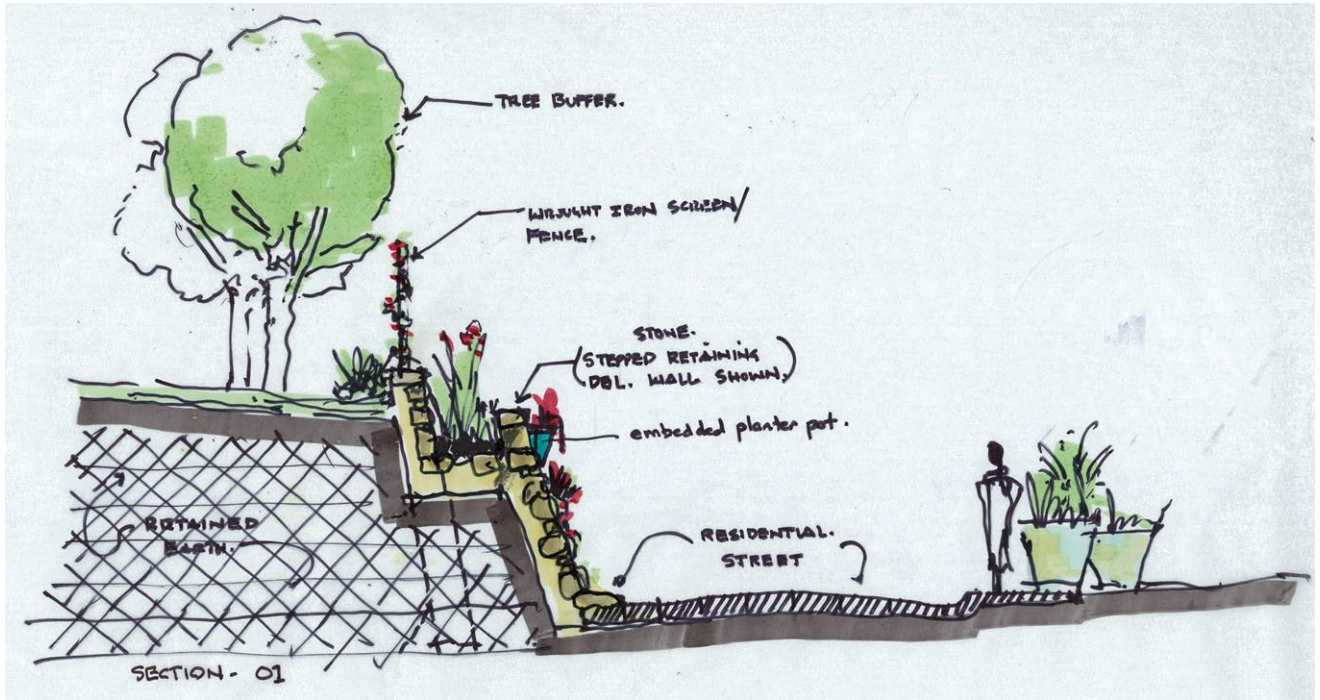 TREE BUFFER.
WROUGHT IRON SCREEN/
FENCE.
STONE.
(STEPPED RETAINING
DBL. WALL SHOWN.)
embedded planter pot.
RETAINED
EARTH.
RESIDENTIAL.
STREET
SECTION - 01